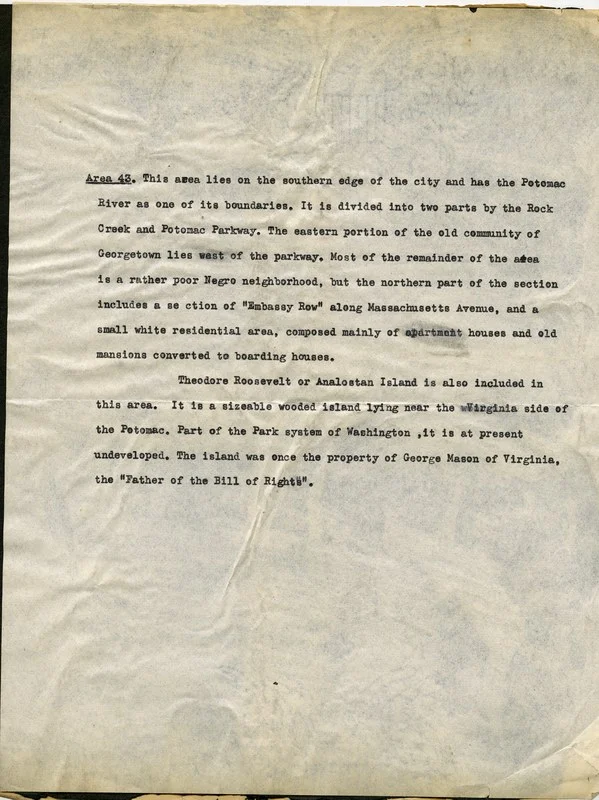 Area 43. This area lies on the southern edge of the city and has the Potomac
River as one of its boundaries. It is divided into two parts by the Rock
Creek and Potomac Parkway. The eastern portion of the old community of
Georgetown lies west of the parkway. Most of the remainder of the area
is a rather poor Negro neighborhood, but the northern part of the section
includes a se ction of "Embassy Row" along Massachusetts Avenue, and a
small white residential area, composed mainly of apartment houses and old
mansions converted to boarding houses.
Theodore Roosevelt or Analostan Island is also included in
this area. It is a sizeable wooded island lying near the Virginia side of
the Potomac. Part of the Park system of Washington ,it is at present
undeveloped. The island was once the property of George Mason of Virginia,
the "Father of the Bill of Rights".